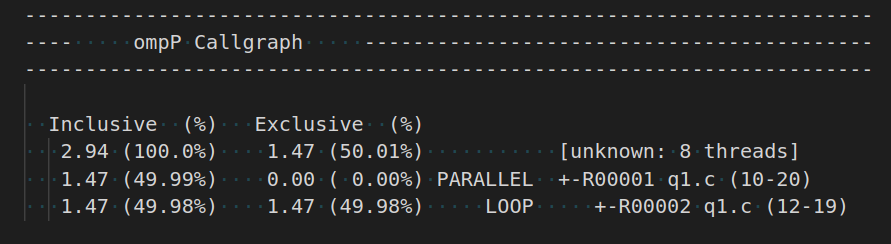 ----------------------------------------------------------------------
----     ompP Callgraph     ------------------------------------------
----------------------------------------------------------------------
  Inclusive  (%)   Exclusive  (%)
   2.94 (100.0%)    1.47 (50.01%)           [unknown: 8 threads]
   1.47 (49.99%)    0.00 ( 0.00%) PARALLEL  +-R00001 q1.c (10-20)
   1.47 (49.98%)    1.47 (49.98%)     LOOP     +-R00002 q1.c (12-19)